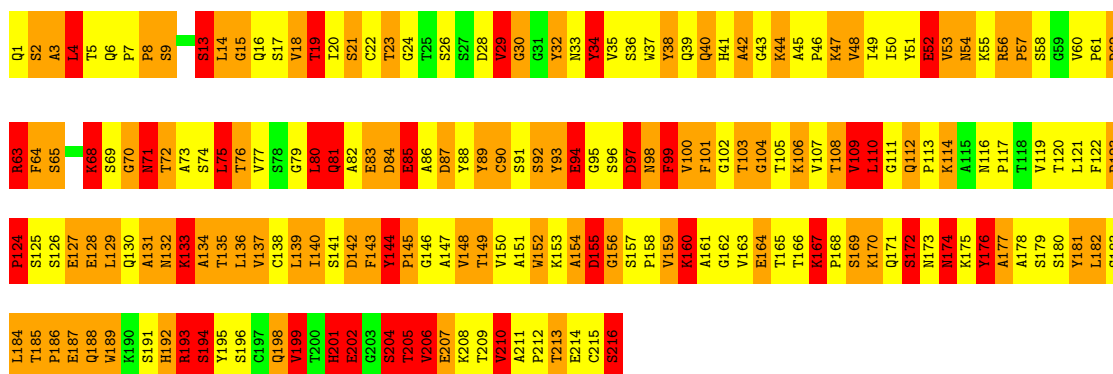 Q1 S2 A3 L4 T5 Q6 P7 P8 S9 S13 L14 G15 Q16 S17 V18 T19 I20 S21 C22 T23 G24 T25 S26 S27 D28 V29 G30 G31 Y32 N33 Y34 V35 S36 W37 Y38 Q39 Q40 H41 A42 G43 K44 A45 P46 K47 V48 I49 I50 Y51 E52 V53 N54 K55 R56 P57 S58 G59 V60 P61
R63 F64 S65 K68 S69 G70 N71 T72 A73 S74 L75 T76 V77 S78 G79 L80 Q81 A82 E83 D84 E85 A86 D87 Y88 Y89 C90 S91 S92 Y93 E94 G95 S96 D97 N98 F99 V100 F101 G102 T103 G104 T105 K106 V107 T108 V109 L110 G111 Q112 P113 K114 A115 N116 P117 T118 V119 T120 L121 F122
P124 S125 S126 E127 E128 L129 Q130 A131 N132 K133 A134 T135 L136 V137 C138 L139 I140 S141 D142 F143 Y144 P145 G146 A147 V148 T149 V150 A151 W152 K153 A154 D155 G156 S157 P158 V159 K160 A161 G162 V163 E164 T165 T166 K167 P168 S169 K170 Q171 S172 N173 N174 K175 Y176 A177 A178 S179 S180 Y181 L182
L184 T185 P186 E187 Q188 W189 K190 S191 H192 R193 S194 Y195 S196 C197 Q198 V199 T200 H201 E202 G203 S204 T205 V206 E207 K208 T209 V210 A211 P212 T213 E214 C215 S216